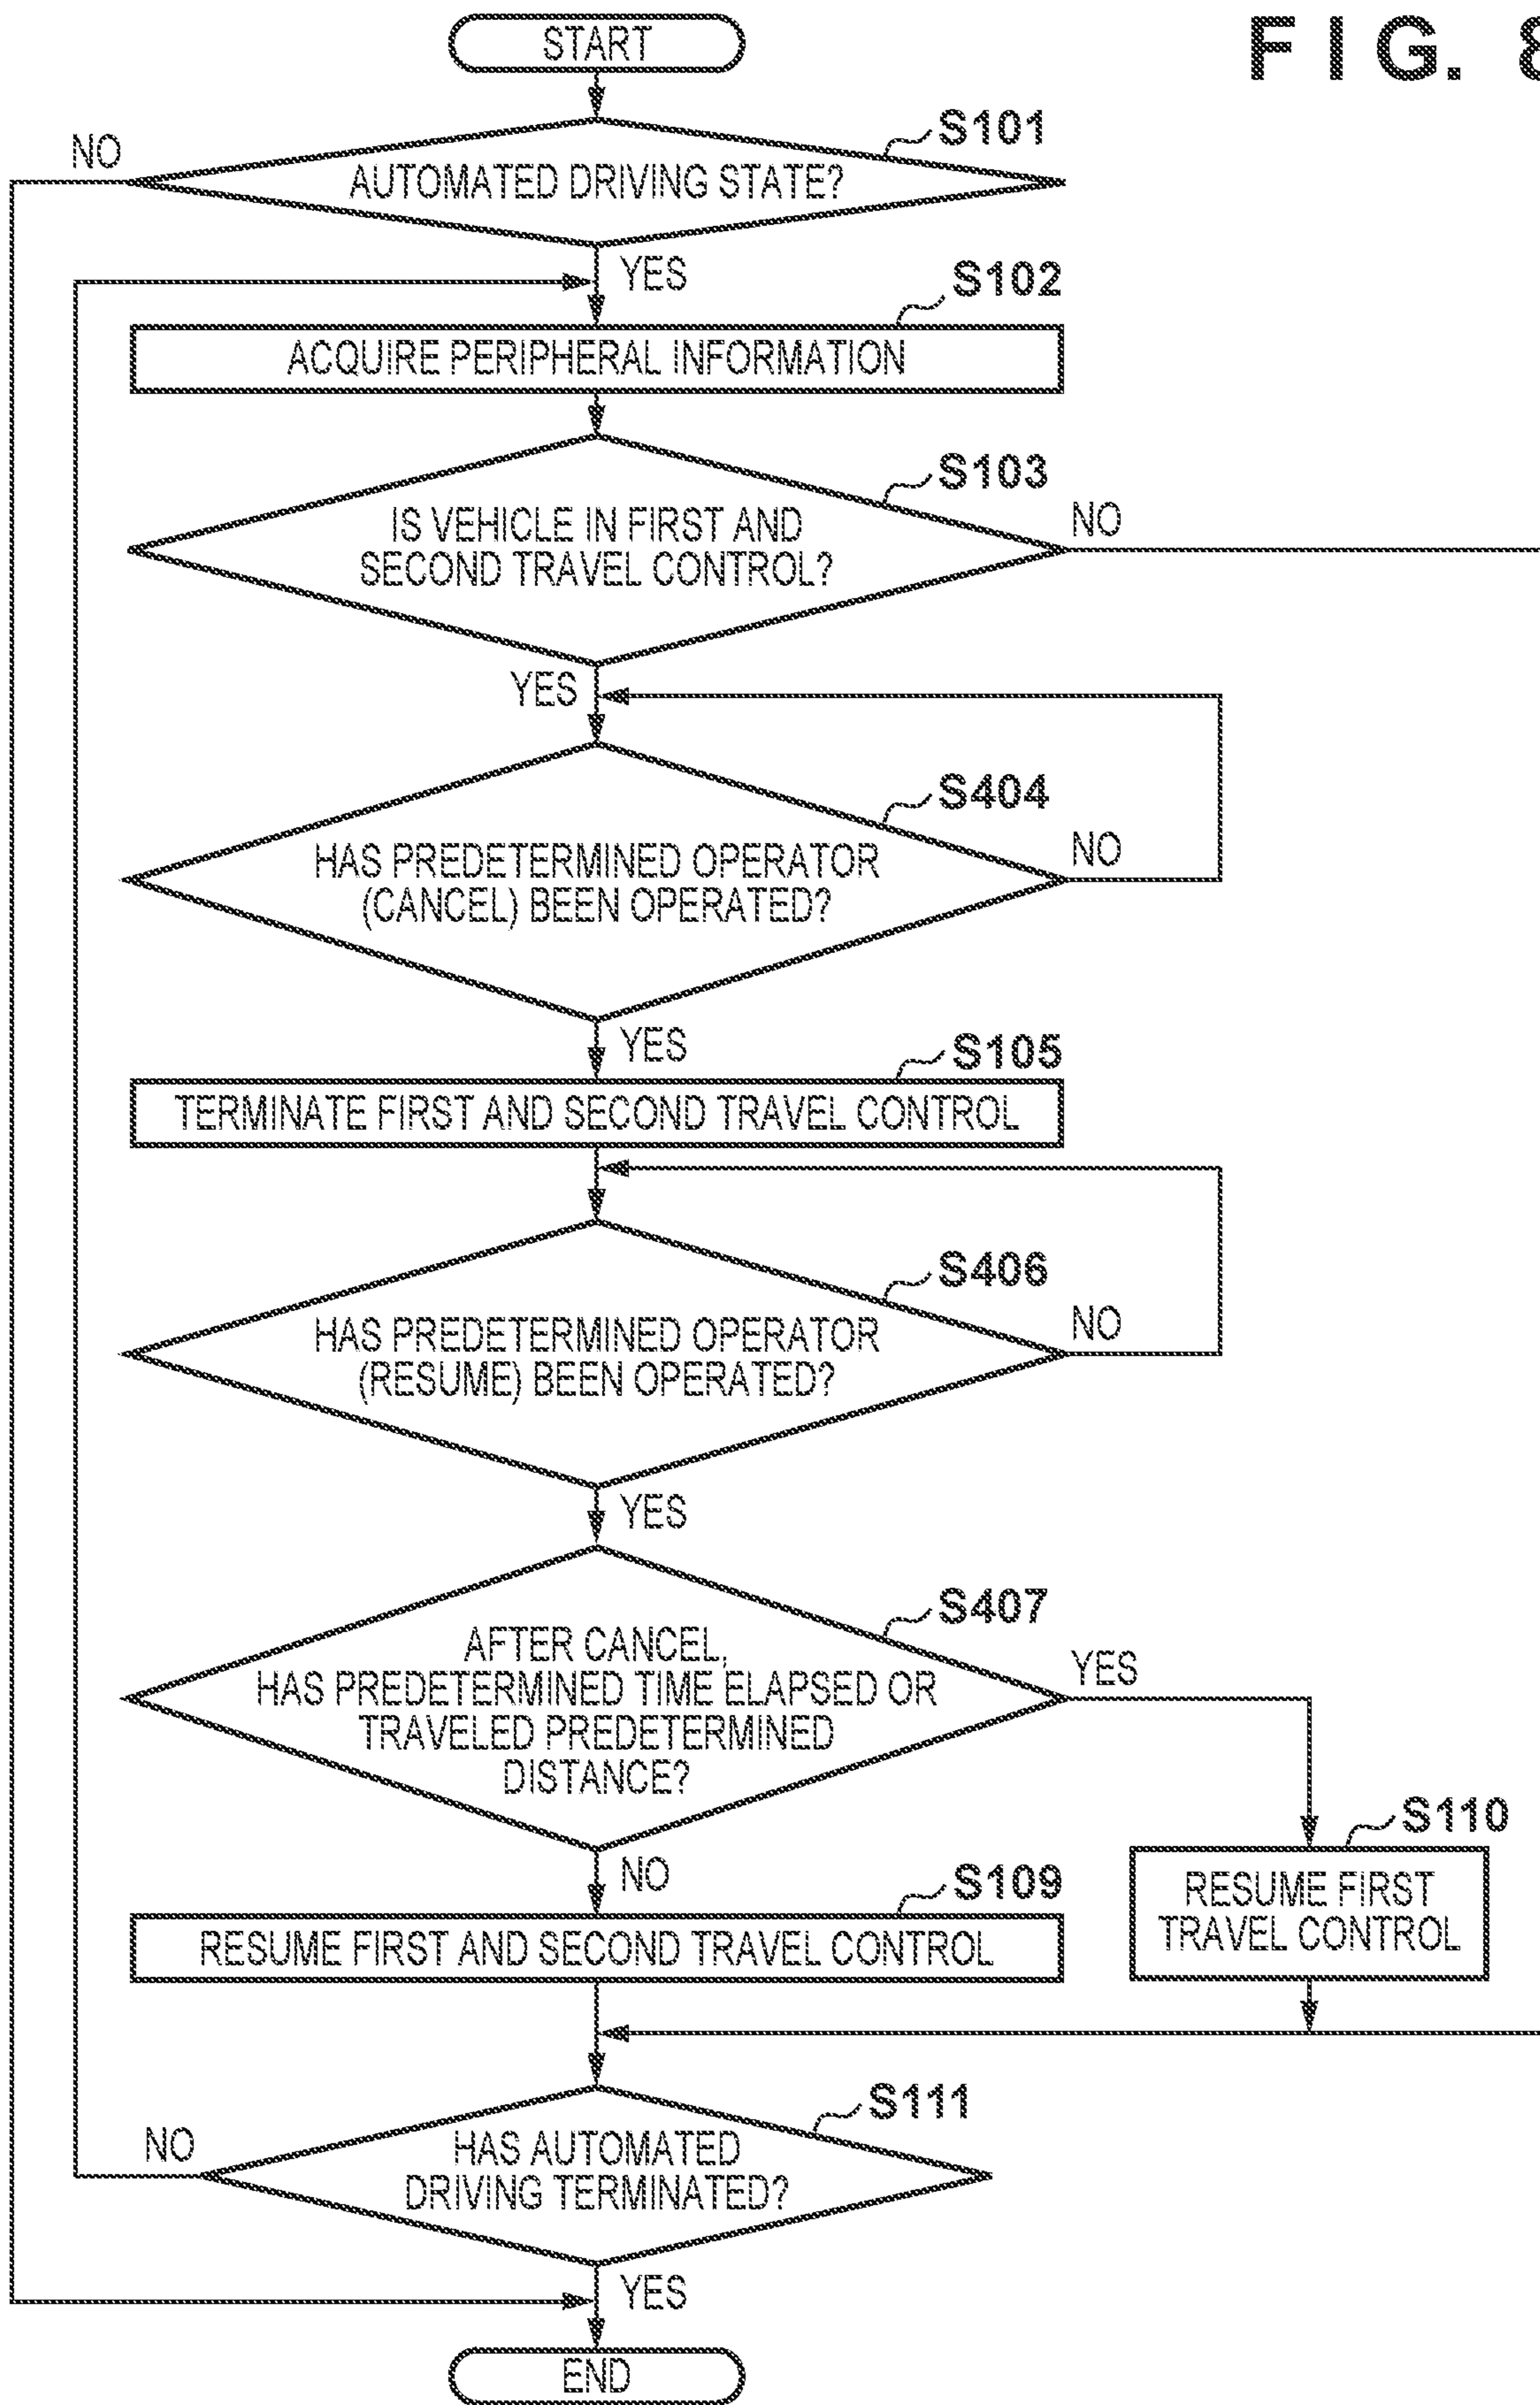 FIG. 8
START
S101
NO
AUTOMATED DRIVING STATE?
YES
S102
ACQUIRE PERIPHERAL INFORMATION
S103
IS VEHICLE IN FIRST AND
SECOND TRAVEL CONTROL?
NO
YES
S404
HAS PREDETERMINED OPERATOR
(CANCEL) BEEN OPERATED?
NO
YES
S105
TERMINATE FIRST AND SECOND TRAVEL CONTROL
S406
HAS PREDETERMINED OPERATOR
(RESUME) BEEN OPERATED?
NO
YES
S407
AFTER CANCEL,
HAS PREDETERMINED TIME ELAPSED OR
TRAVELED PREDETERMINED
DISTANCE?
YES
NO
S110
RESUME FIRST
TRAVEL CONTROL
S109
RESUME FIRST AND SECOND TRAVEL CONTROL
S111
NO
HAS AUTOMATED
DRIVING TERMINATED?
YES
END